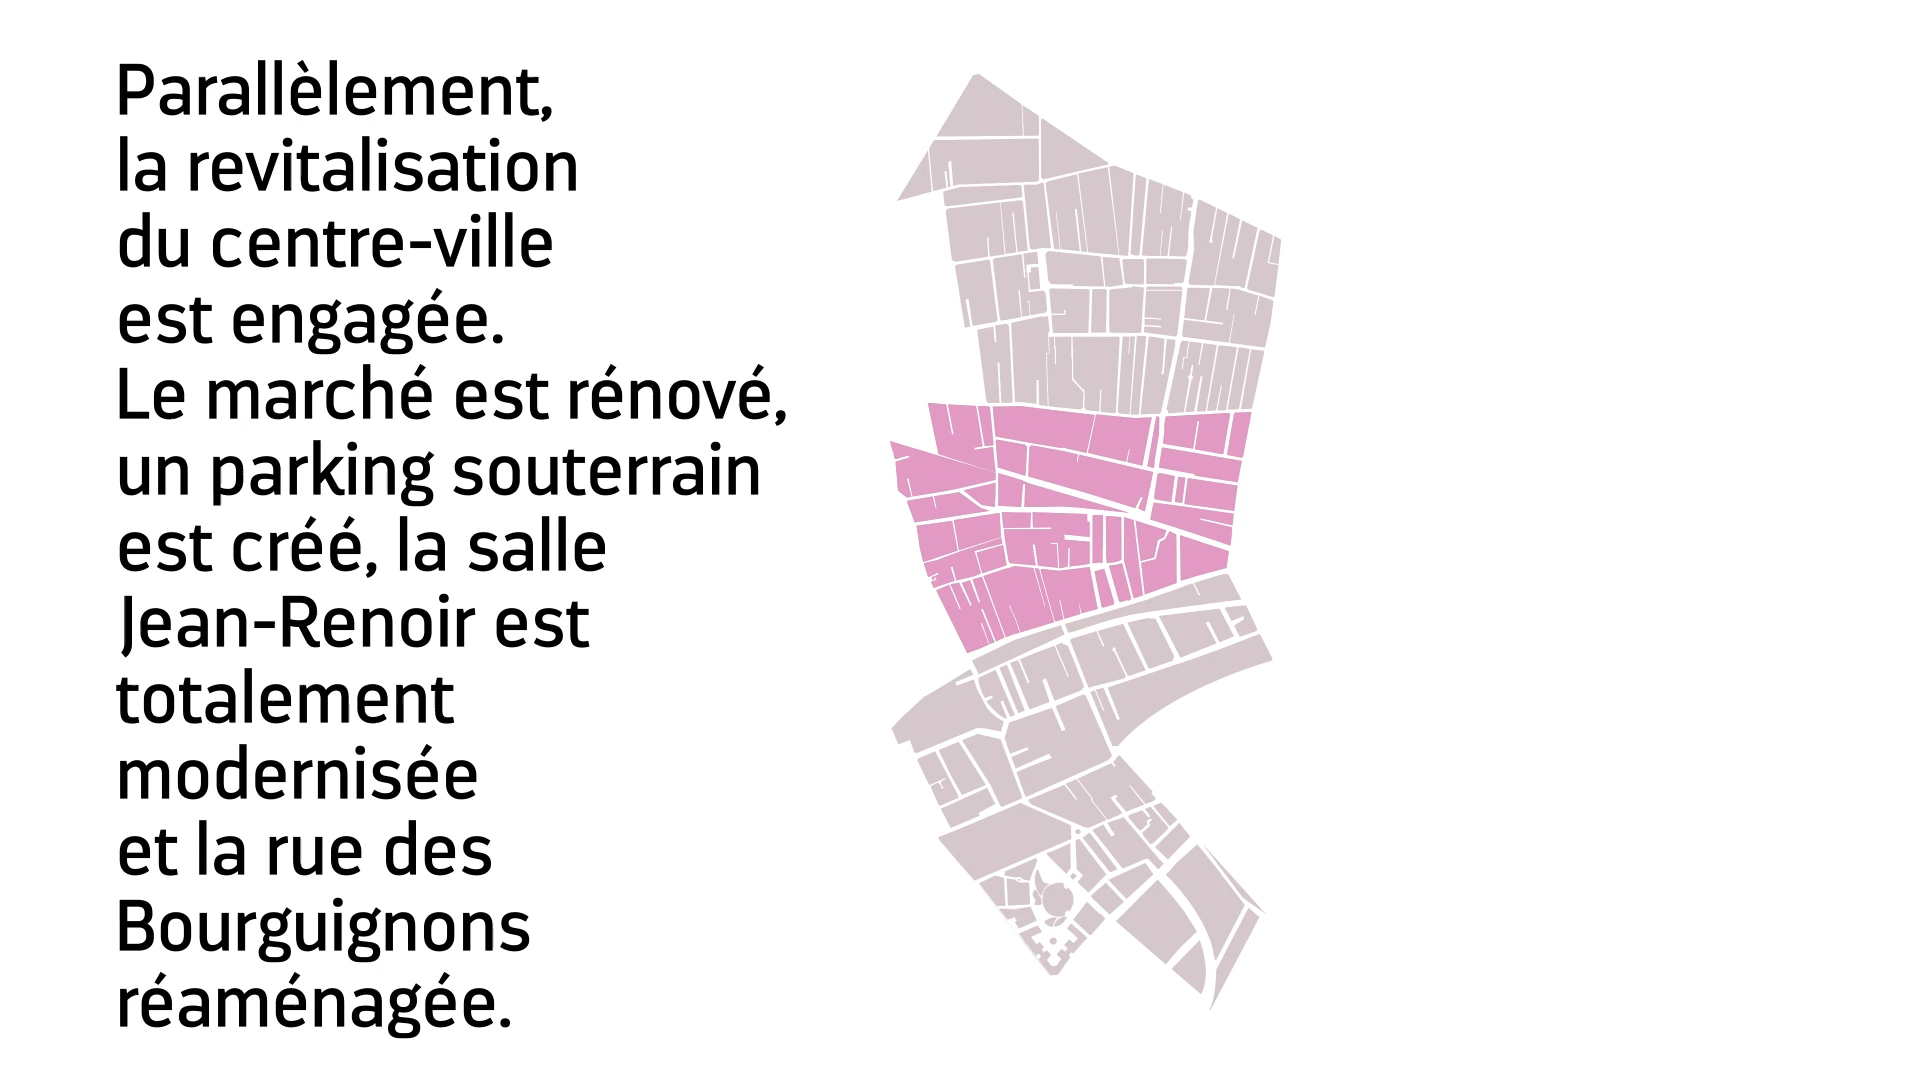 Parallèlement,
la revitalisation
du centre-ville
est engagée.
Le marché est rénové,
un parking souterrain
est créé, la salle
Jean-Renoir est
totalement
modernisée
et la rue des
Bourguignons
réaménagée.